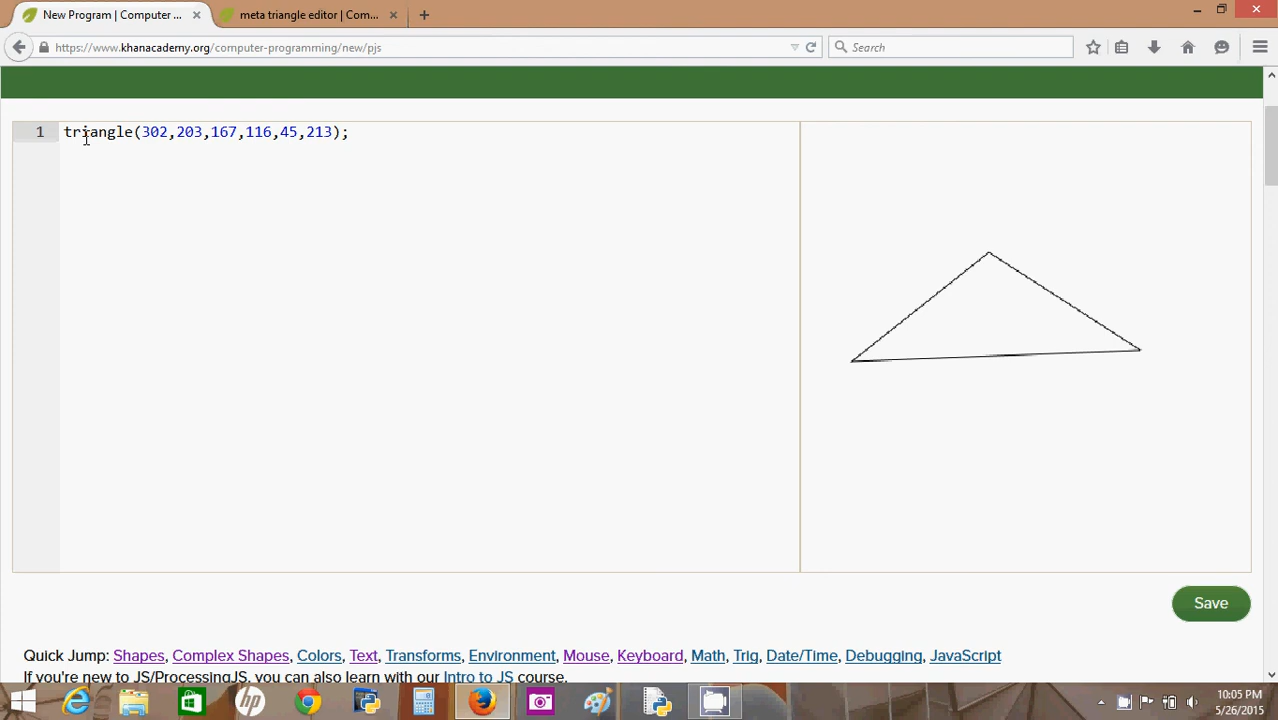 New Program | Computer ...
meta triangle editor | Com...
https://www.khanacademy.org/computer-programming/new/pjs
Search
1 triangle(302,203,167,116,45,213);
Save
Quick Jump: Shapes, Complex Shapes, Colors, Text, Transforms, Environment, Mouse, Keyboard, Math, Trig, Date/Time, Debugging, JavaScript
If you're new to JS/ProcessingJS, you can also learn with our Intro to JS course.
hp
10:05 PM
5/26/2015